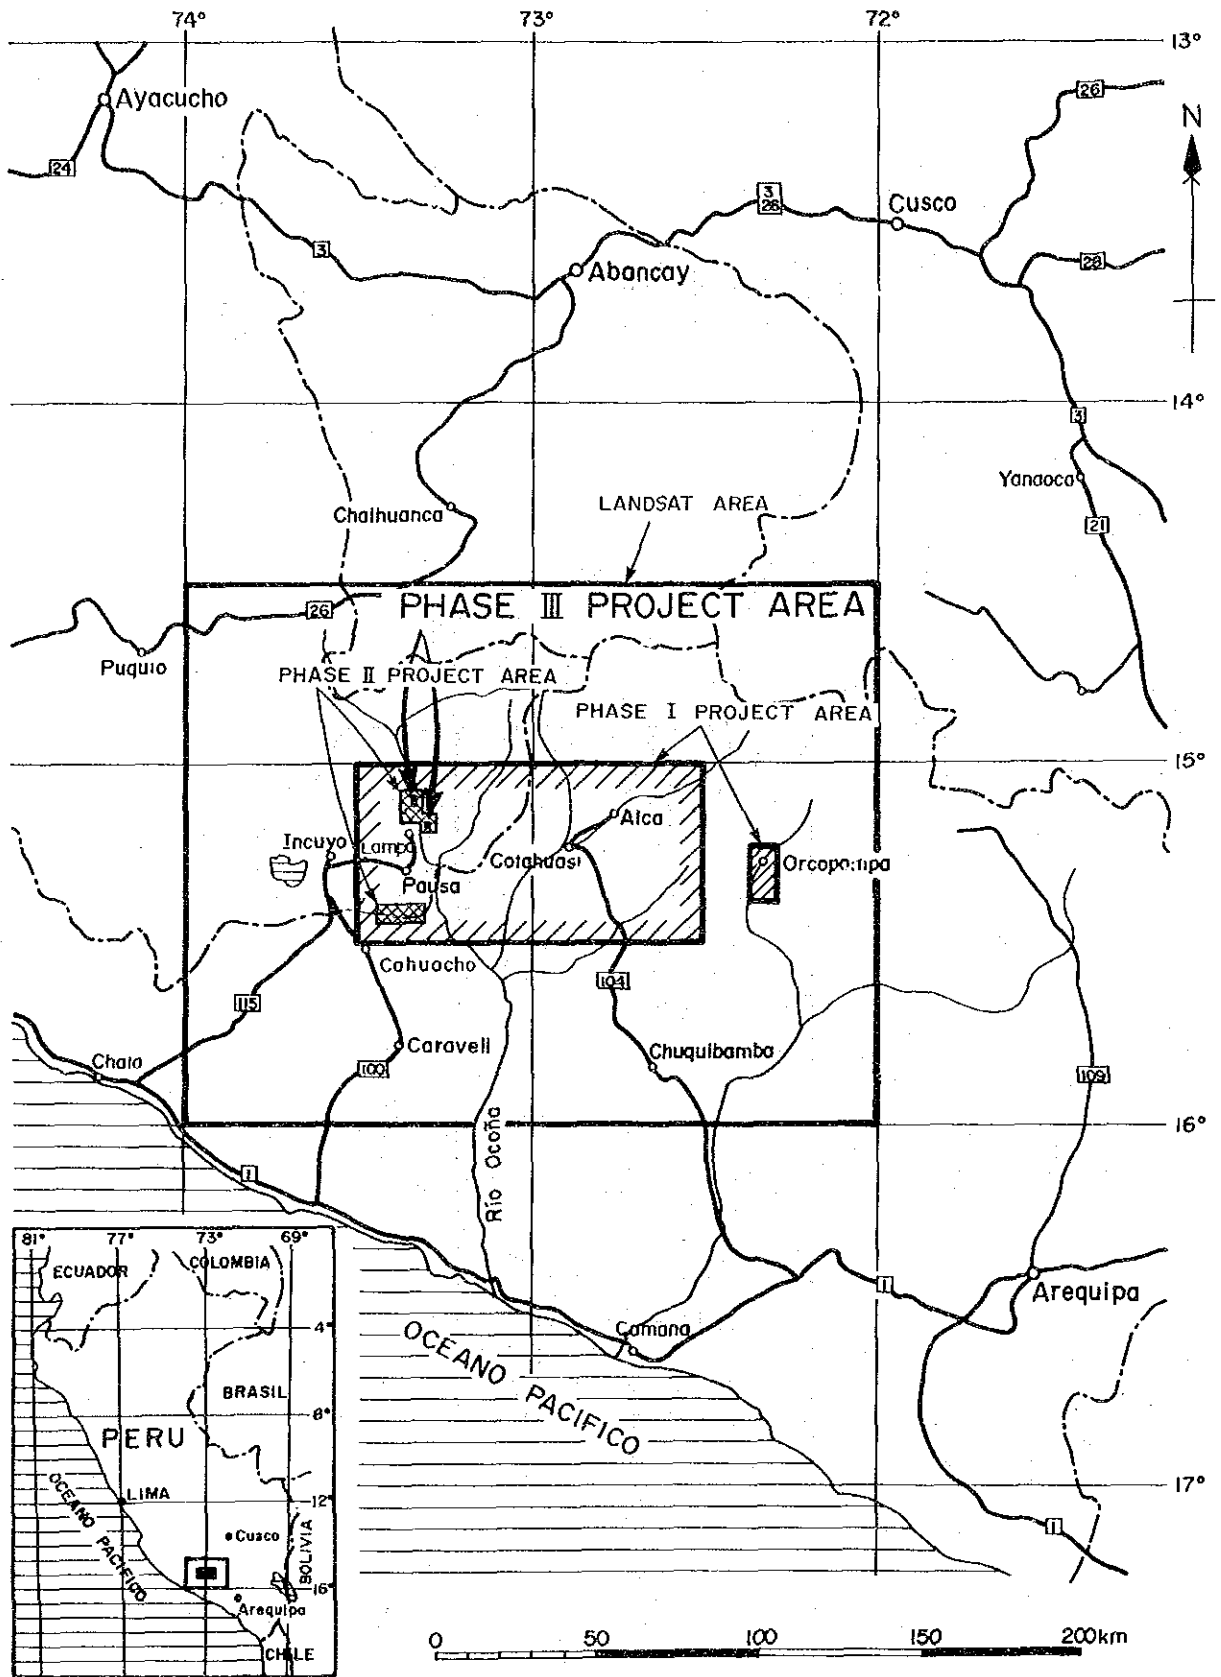 74°
73°
72°
13°
Ayacucho
26
N
24
3
28
Cusco
3
Abancay
28
14°
3
Chalhuanca
LANDSAT AREA
Yanaoca
21
PHASE III PROJECT AREA
26
Puquio
PHASE II PROJECT AREA
PHASE I PROJECT AREA
15°
Alca
Incuyo
Lampa
Cotahuasi
Orcopampa
Pausa
Cahuacho
104
115
Chala
Caraveli
Chuquibamba
100
109
Río Ocoña
16°
1
81°
77°
73°
69°
ECUADOR
COLOMBIA
4°
1
Arequipa
Camana
OCEANO PACIFICO
BRASIL
8°
PERU
LIMA
12°
17°
OCEANO PACIFICO
Cusco
BOLIVIA
1
16°
Arequipa
CHILE
0 50 100 150 200km